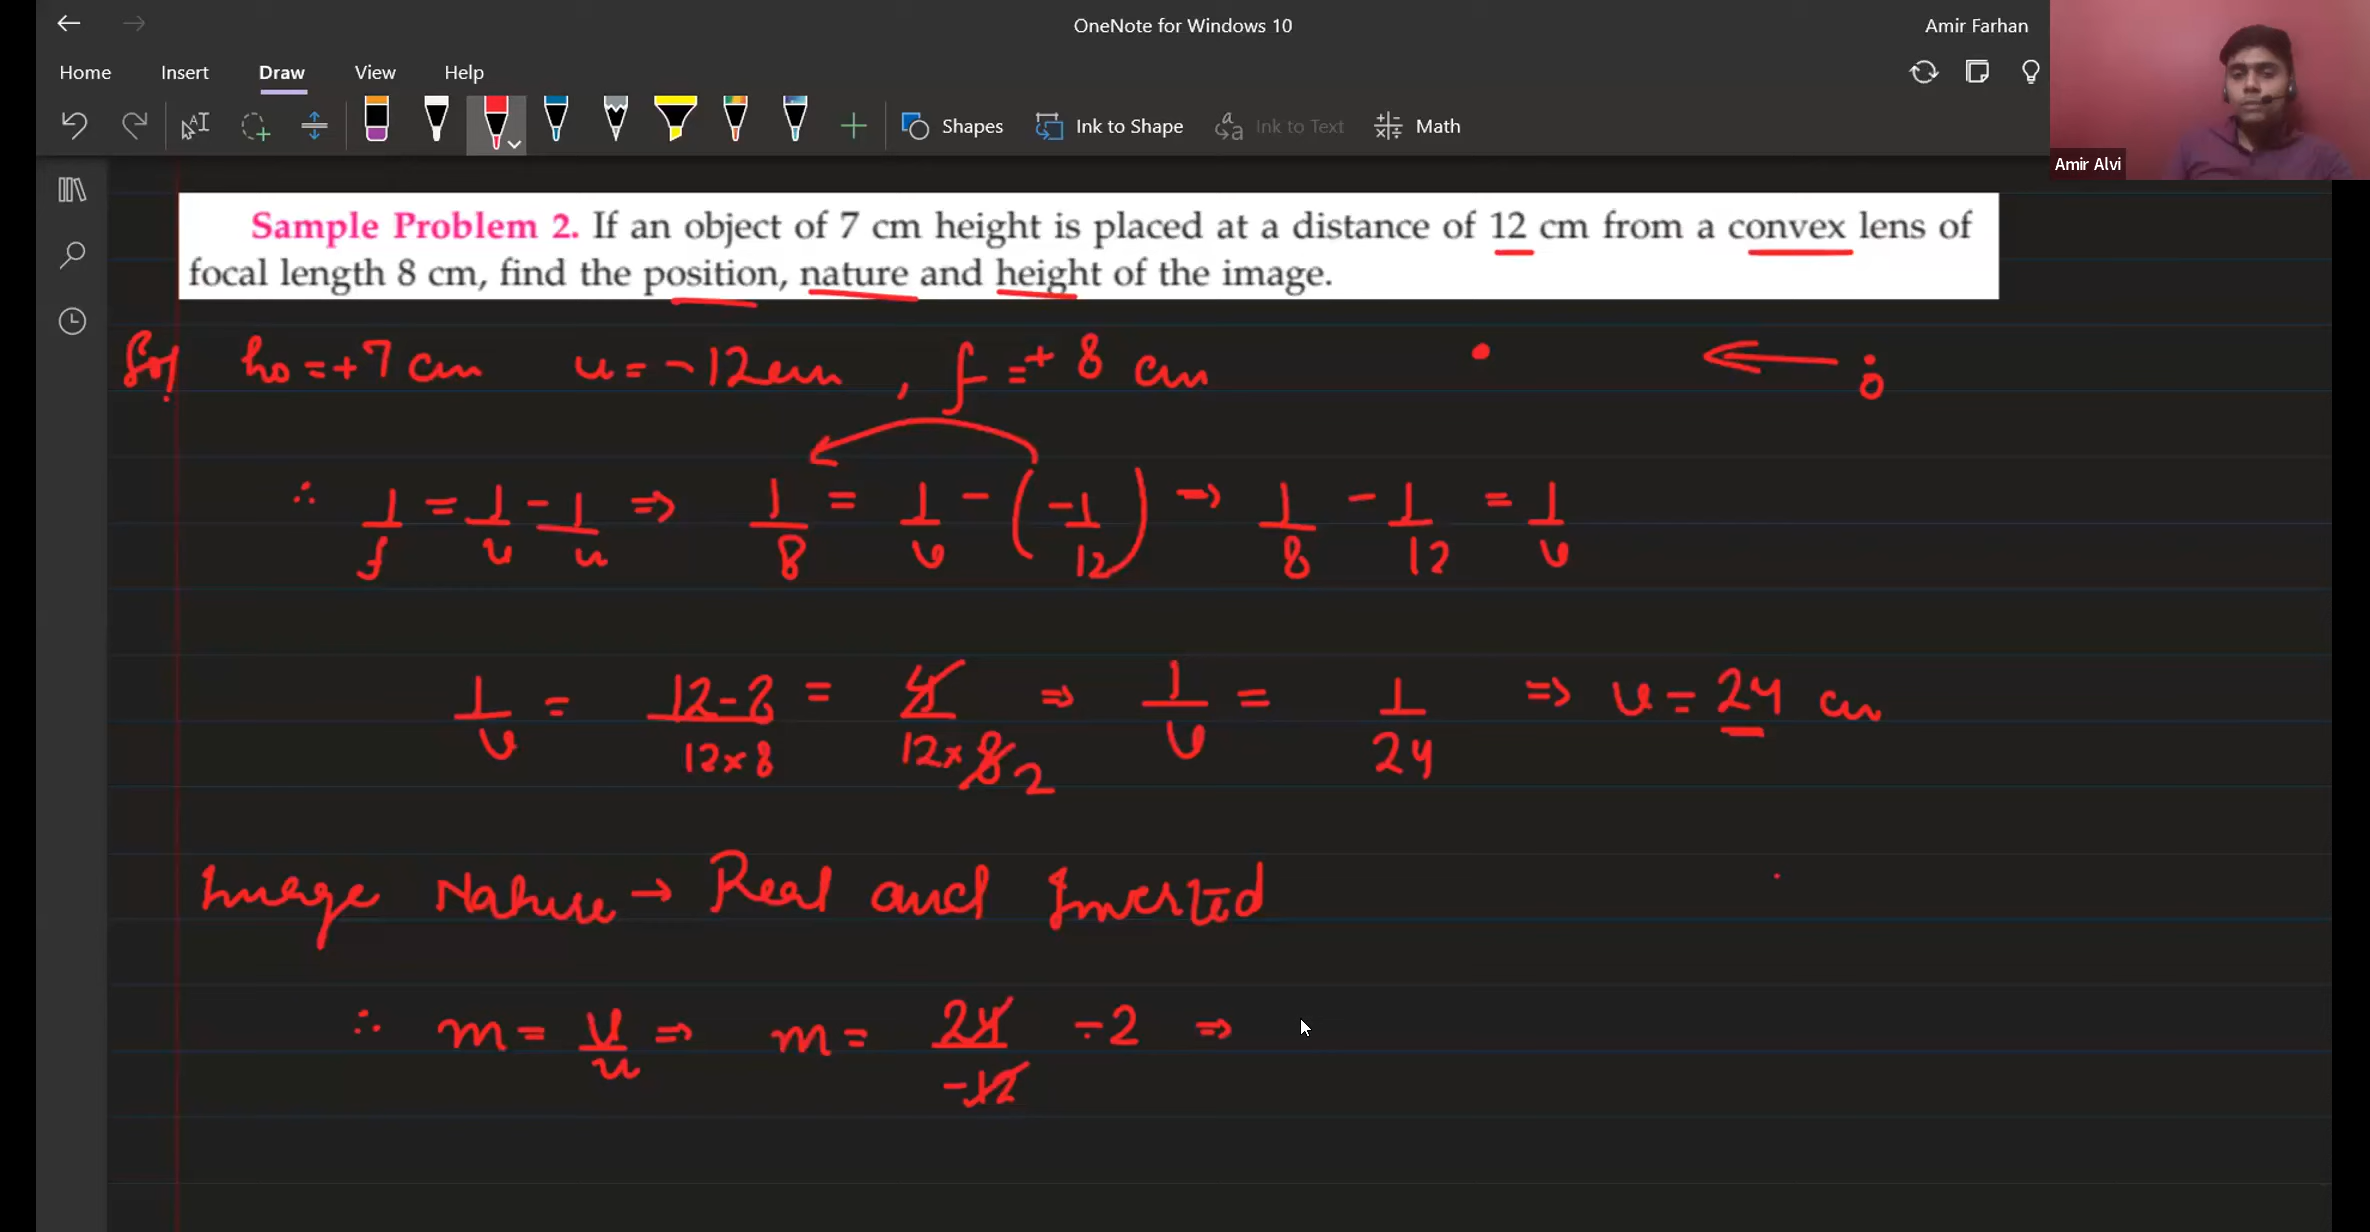 OneNote for Windows 10
Amir Farhan
Home Insert Draw View Help
Shapes Ink to Shape Ink to Text Math
Amir Alvi
Sample Problem 2. If an object of 7 cm height is placed at a distance of 12 cm from a convex lens of
focal length 8 cm, find the position, nature and height of the image.
Sol h₀ = +7 cm u = -12 cm , f = + 8 cm
∴ 1/f = 1/v - 1/u ⇒ 1/8 = 1/v - (-1/12) → 1/8 - 1/12 = 1/v
1/v = 12-8/12×8 = 4/12×8 2 ⇒ 1/v = 1/24 ⇒ v = 24 cm
Image Nature → Real and Inverted
∴ m = v/u ⇒ m = 24/-12 = -2 ⇒